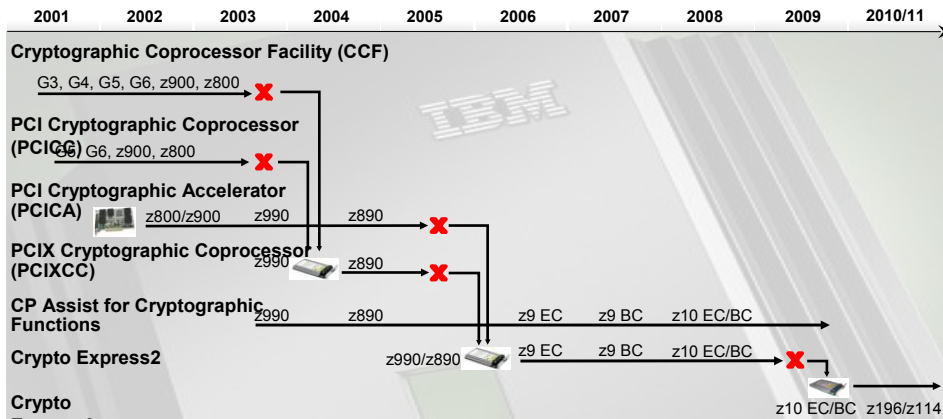 2001 2002 2003 2004 2005 2006 2007 2008 2009 2010/11
Cryptographic Coprocessor Facility (CCF)
G3, G4, G5, G6, z900, z800
IBM
PCI Cryptographic Coprocessor
(PCICC)
G5, G6, z900, z800
PCI Cryptographic Accelerator
(PCICA)
z800/z900 z990 z890
PCIX Cryptographic Coprocessor
(PCIXCC)
z990 z890
CP Assist for Cryptographic
Functions
z990 z890 z9 EC z9 BC z10 EC/BC
Crypto Express2
z990/z890 z9 EC z9 BC z10 EC/BC
Crypto
z10 EC/BC z196/z114